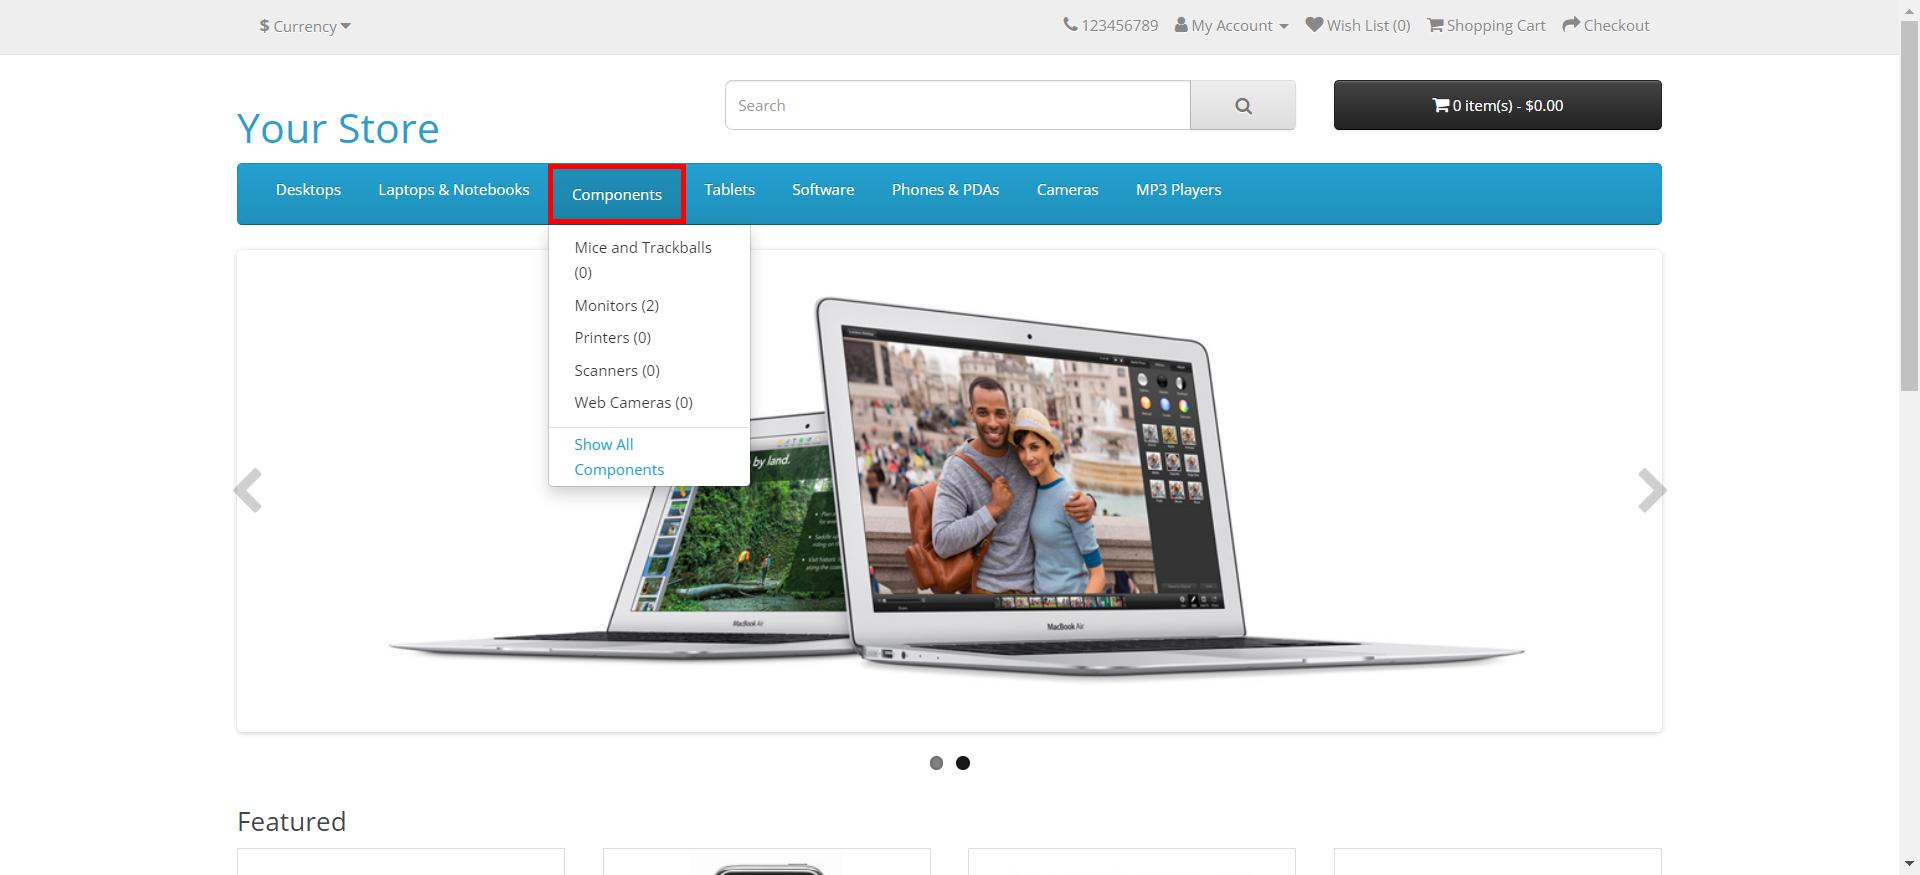 $ Currency
123456789 My Account Wish List (0) Shopping Cart Checkout
Your Store
Search
0 item(s) - $0.00
Desktops Laptops & Notebooks Components Tablets Software Phones & PDAs Cameras MP3 Players
Mice and Trackballs
(0)
Monitors (2)
Printers (0)
Scanners (0)
Web Cameras (0)
Show All
Components
by land.
MacBook Air
MacBook Air
Featured